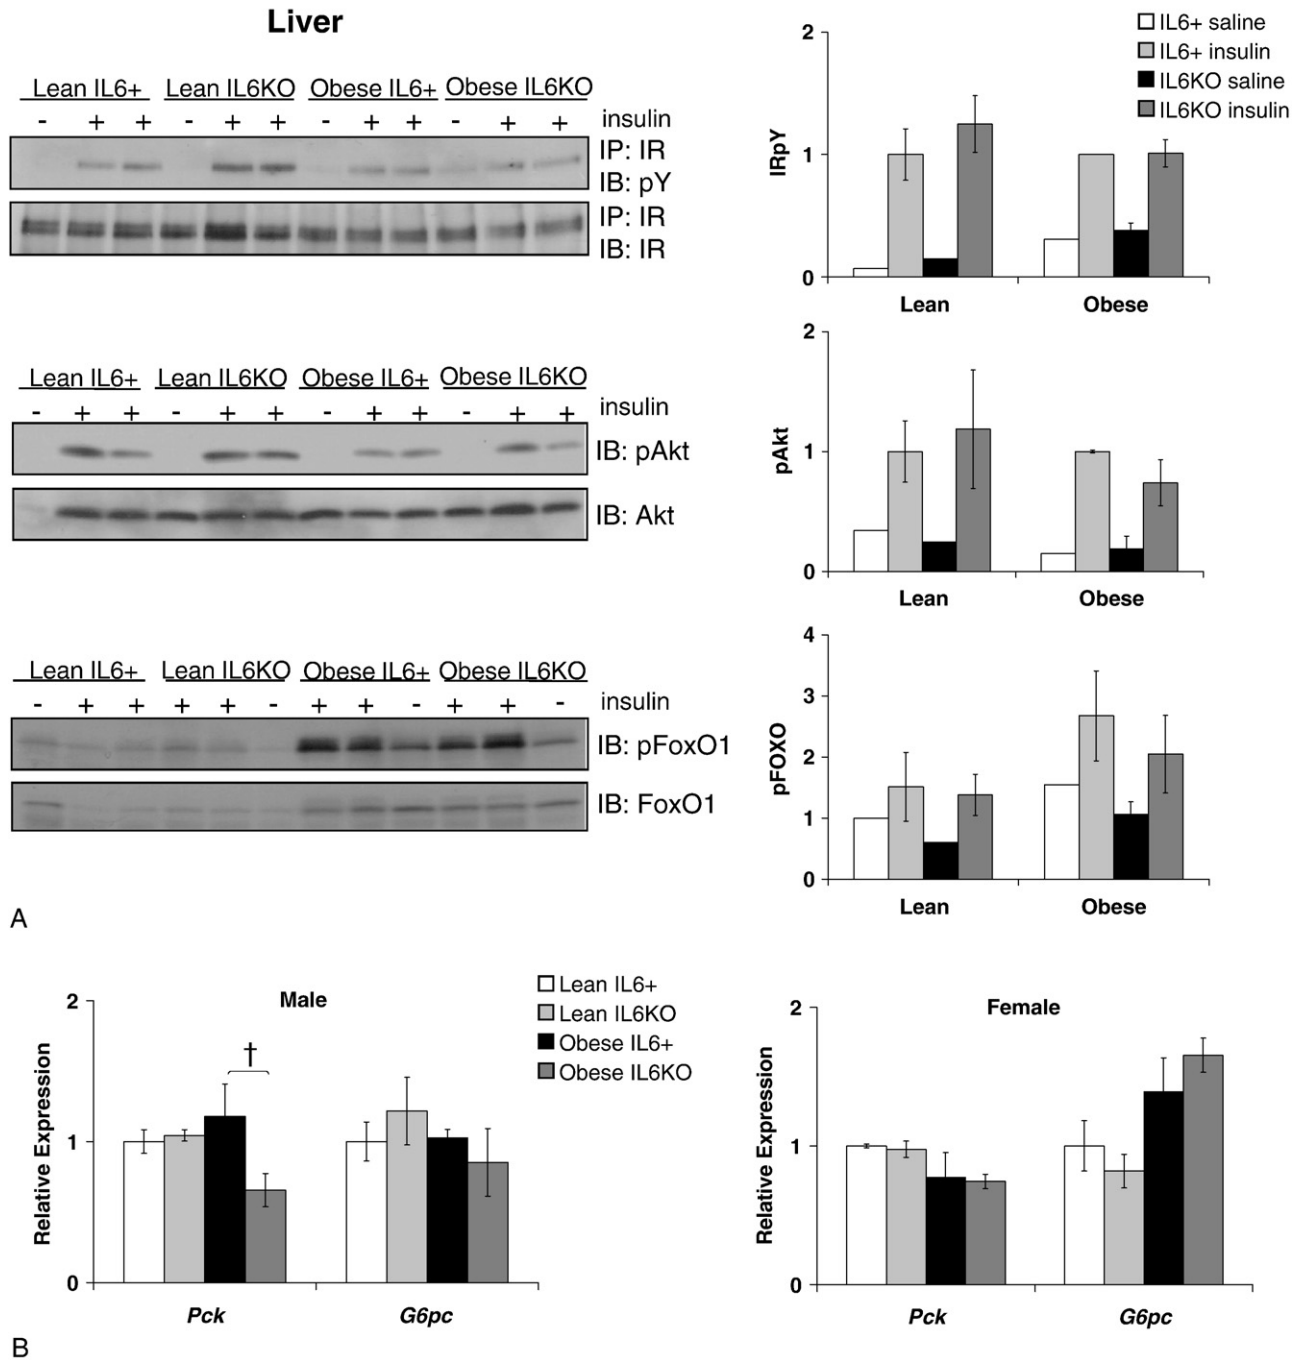 Liver
Lean IL6+ Lean IL6KO Obese IL6+ Obese IL6KO
- + + - + + - + + - + + insulin
IP: IR
IB: pY
IP: IR
IB: IR
Lean IL6+ Lean IL6KO Obese IL6+ Obese IL6KO
- + + - + + - + + - + + insulin
IB: pAkt
IB: Akt
Lean IL6+ Lean IL6KO Obese IL6+ Obese IL6KO
- + + + + - + + - + + - insulin
IB: pFoxO1
IB: FoxO1
A
IL6+ saline
IL6+ insulin
IL6KO saline
IL6KO insulin
IRpY
2
1
0
Lean Obese
pAkt
2
1
0
Lean Obese
pFOXO
4
3
2
1
0
Lean Obese
Male
Lean IL6+
Lean IL6KO
Obese IL6+
Obese IL6KO
Relative Expression
2
1
0
†
Pck G6pc
Female
Relative Expression
2
1
0
Pck G6pc
B